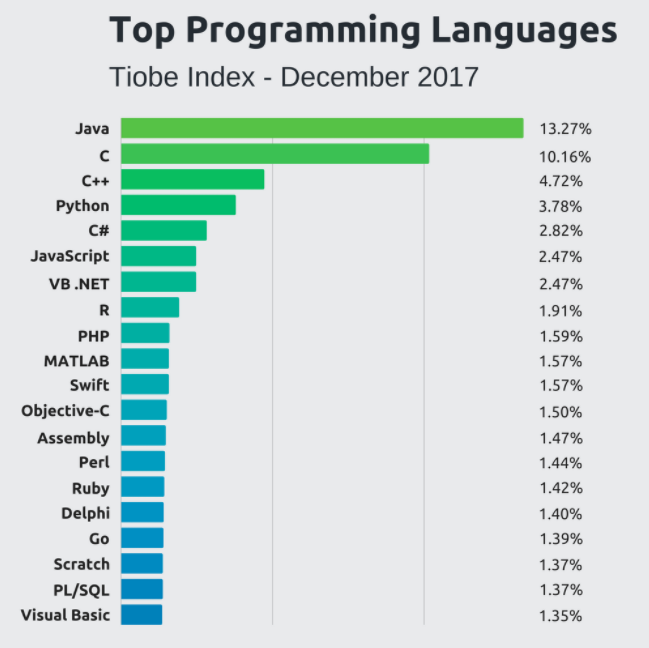 Top Programming Languages
Tiobe Index - December 2017
Java 13.27%
C 10.16%
C++ 4.72%
Python 3.78%
C# 2.82%
JavaScript 2.47%
VB .NET 2.47%
R 1.91%
PHP 1.59%
MATLAB 1.57%
Swift 1.57%
Objective-C 1.50%
Assembly 1.47%
Perl 1.44%
Ruby 1.42%
Delphi 1.40%
Go 1.39%
Scratch 1.37%
PL/SQL 1.37%
Visual Basic 1.35%